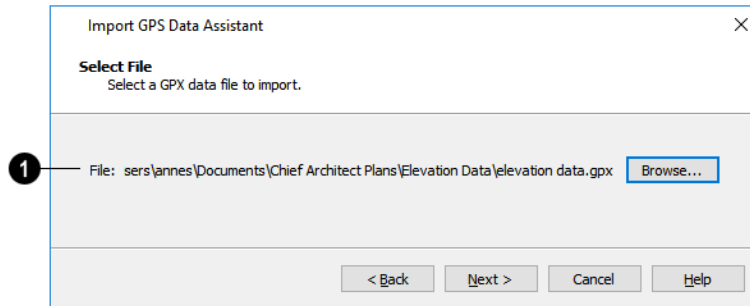 Import GPS Data Assistant
Select File
Select a GPX data file to import.
1 File: sers\annes\Documents\Chief Architect Plans\Elevation Data\elevation data.gpx Browse...
< Back Next > Cancel Help